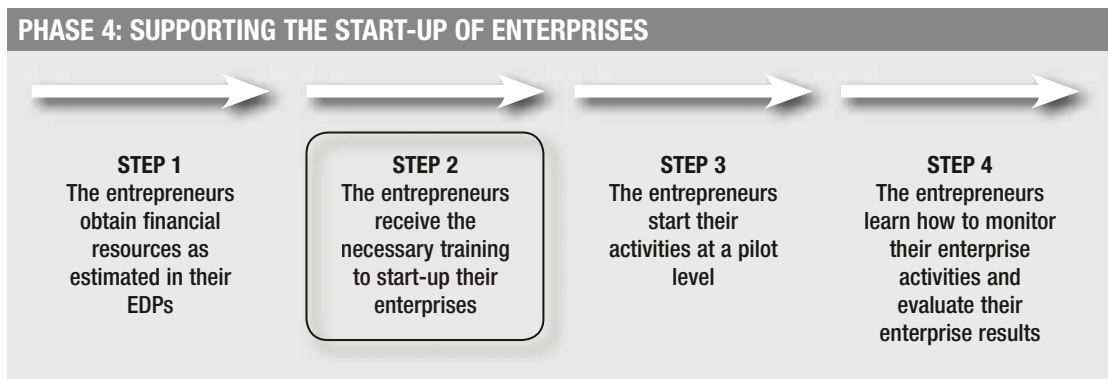 PHASE 4: SUPPORTING THE START-UP OF ENTERPRISES
STEP 1
The entrepreneurs
obtain financial
resources as
estimated in their
EDPs
STEP 2
The entrepreneurs
receive the
necessary training
to start-up their
enterprises
STEP 3
The entrepreneurs
start their
activities at a pilot
level
STEP 4
The entrepreneurs
learn how to monitor
their enterprise
activities and
evaluate their
enterprise results